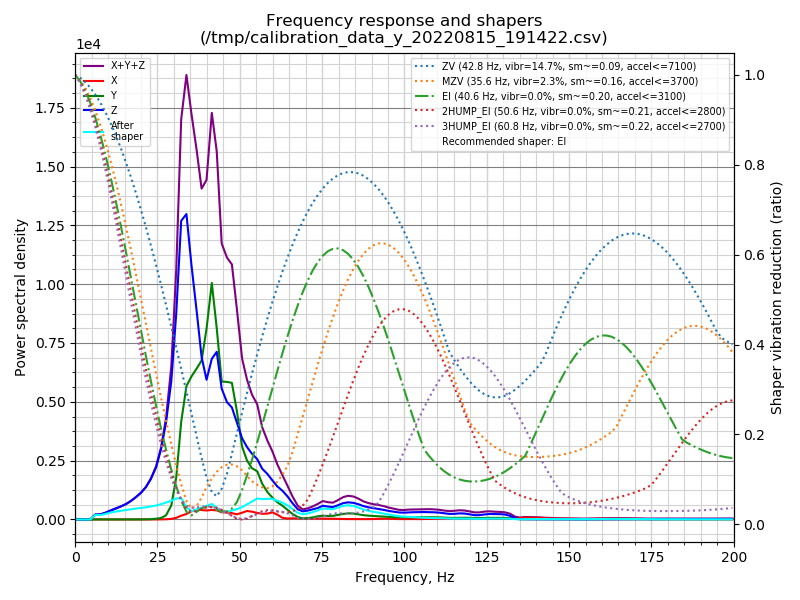 Frequency response and shapers
(/tmp/calibration_data_y_20220815_191422.csv)
1e4
X+Y+Z
X
Y
Z
After
shaper
ZV (42.8 Hz, vibr=14.7%, sm~=0.09, accel<=7100)
MZV (35.6 Hz, vibr=2.3%, sm~=0.16, accel<=3700)
EI (40.6 Hz, vibr=0.0%, sm~=0.20, accel<=3100)
2HUMP_EI (50.6 Hz, vibr=0.0%, sm~=0.21, accel<=2800)
3HUMP_EI (60.8 Hz, vibr=0.0%, sm~=0.22, accel<=2700)
Recommended shaper: EI
Power spectral density
1.75
1.50
1.25
1.00
0.75
0.50
0.25
0.00
1.0
0.8
0.6
0.4
0.2
0.0
Shaper vibration reduction (ratio)
0 25 50 75 100 125 150 175 200
Frequency, Hz